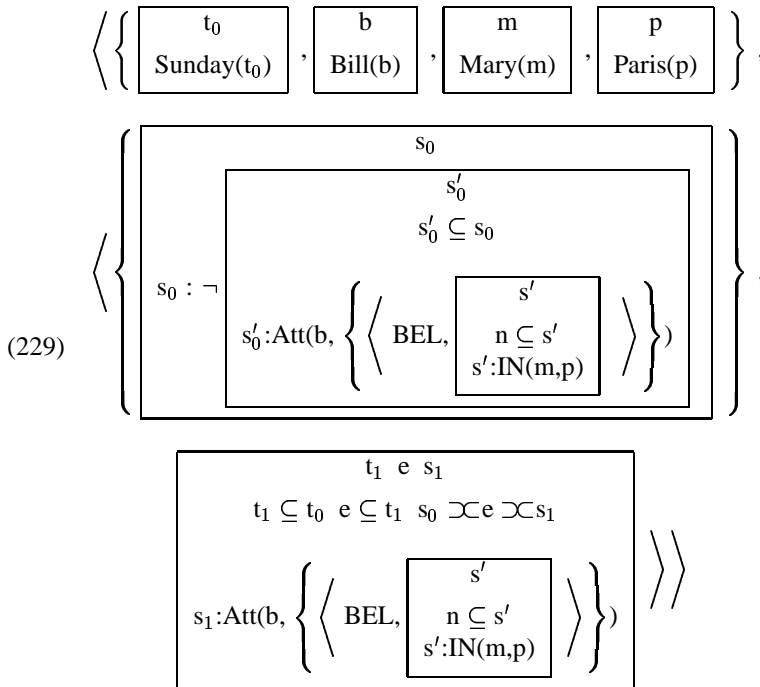 ⟨ { t₀ , b , m , p } ,
Sunday(t₀) Bill(b) Mary(m) Paris(p)
s₀
s′₀
s′₀ ⊆ s₀
⟨ { s₀ : ¬ } ,
s′
(229) s′₀:Att(b, { ⟨ BEL, n ⊆ s′ ⟩ } )
s′:IN(m,p)
t₁ e s₁
t₁ ⊆ t₀ e ⊆ t₁ s₀ ⊃⊂ e ⊃⊂ s₁
s′
s₁:Att(b, { ⟨ BEL, n ⊆ s′ ⟩ } ) ⟩ ⟩
s′:IN(m,p)